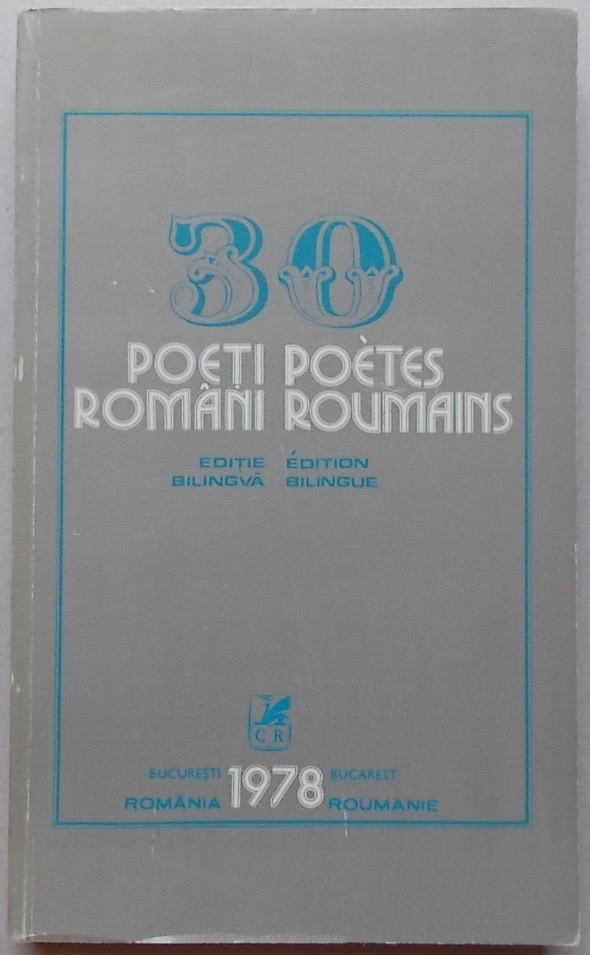 30
POEȚI POÈTES
ROMÂNI ROUMAINS
EDIȚIE ÉDITION
BILINGVĂ BILINGUE
CR
BUCUREȘTI 1978 BUCAREST
ROMÂNIA ROUMANIE